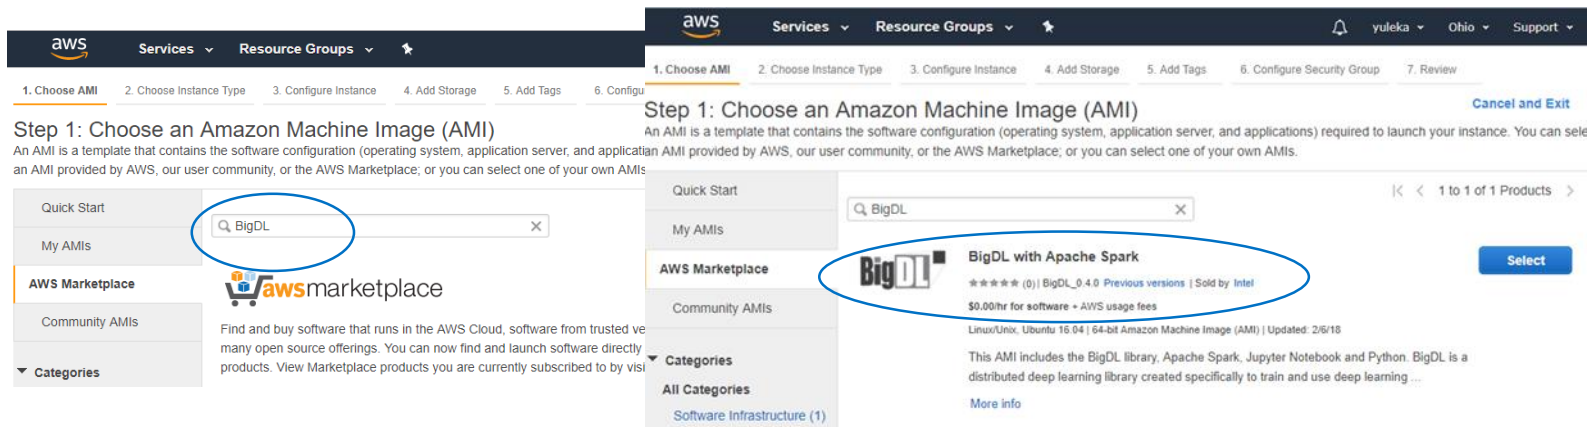 aws Services Resource Groups
1. Choose AMI 2. Choose Instance Type 3. Configure Instance 4. Add Storage 5. Add Tags 6. Configu
Step 1: Choose an Amazon Machine Image (AMI)
An AMI is a template that contains the software configuration (operating system, application server, and applicati
an AMI provided by AWS, our user community, or the AWS Marketplace; or you can select one of your own AMIs
Quick Start
My AMIs
AWS Marketplace
Community AMIs
Categories
BigDL
awsmarketplace
Find and buy software that runs in the AWS Cloud, software from trusted ve
many open source offerings. You can now find and launch software directly
products. View Marketplace products you are currently subscribed to by visi
aws Services Resource Groups yuleka Ohio Support
1. Choose AMI 2. Choose Instance Type 3. Configure Instance 4. Add Storage 5. Add Tags 6. Configure Security Group 7. Review
Step 1: Choose an Amazon Machine Image (AMI)
Cancel and Exit
An AMI is a template that contains the software configuration (operating system, application server, and applications) required to launch your instance. You can sele
an AMI provided by AWS, our user community, or the AWS Marketplace; or you can select one of your own AMIs.
Quick Start
My AMIs
AWS Marketplace
Community AMIs
Categories
All Categories
Software Infrastructure (1)
1 to 1 of 1 Products
BigDL
BigDL
BigDL with Apache Spark
(0) | BigDL_0.4.0 Previous versions | Sold by Intel
$0.00/hr for software + AWS usage fees
Linux/Unix, Ubuntu 16.04 | 64-bit Amazon Machine Image (AMI) | Updated: 2/6/18
This AMI includes the BigDL library, Apache Spark, Jupyter Notebook and Python. BigDL is a
distributed deep learning library created specifically to train and use deep learning ...
More info
Select